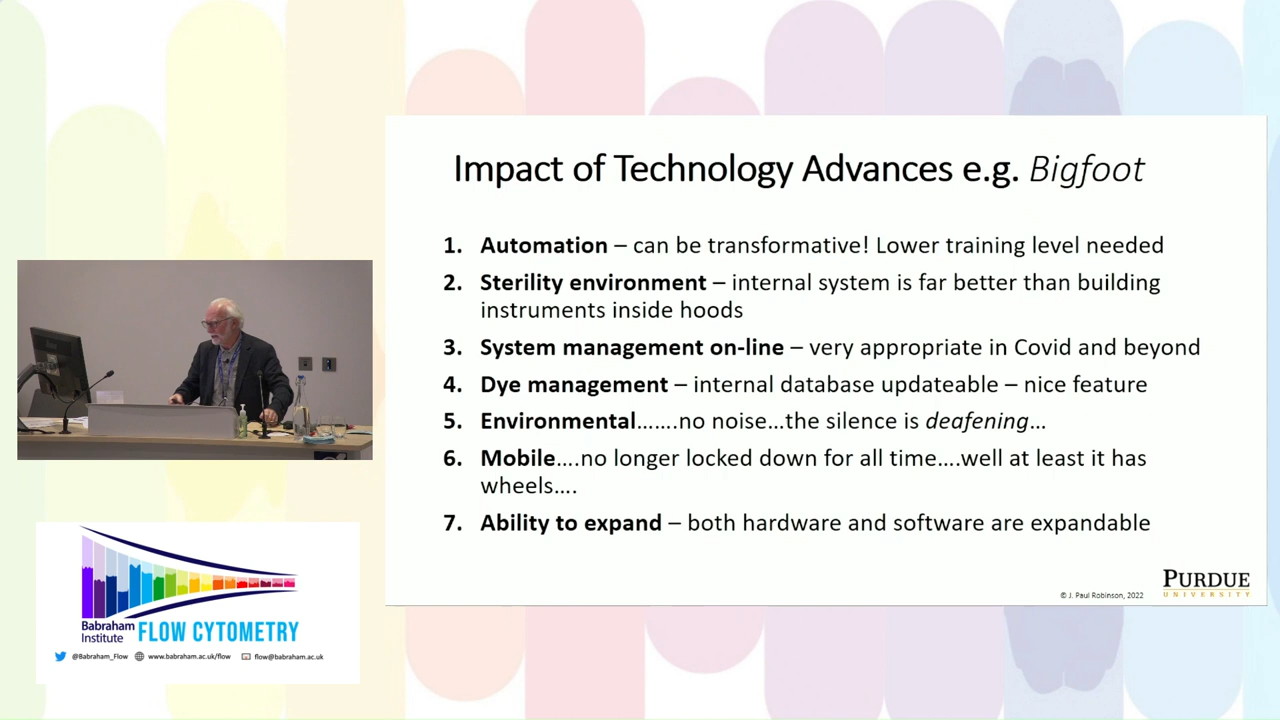 Impact of Technology Advances e.g. Bigfoot
1. Automation – can be transformative! Lower training level needed
2. Sterility environment – internal system is far better than building
instruments inside hoods
3. System management on-line – very appropriate in Covid and beyond
4. Dye management – internal database updateable – nice feature
5. Environmental…....no noise…the silence is deafening…
6. Mobile….no longer locked down for all time….well at least it has
wheels….
7. Ability to expand – both hardware and software are expandable
© J. Paul Robinson, 2022
PURDUE
UNIVERSITY
Babraham
Institute
FLOW CYTOMETRY
@Babraham_Flow
www.babraham.ac.uk/flow
flow@babraham.ac.uk